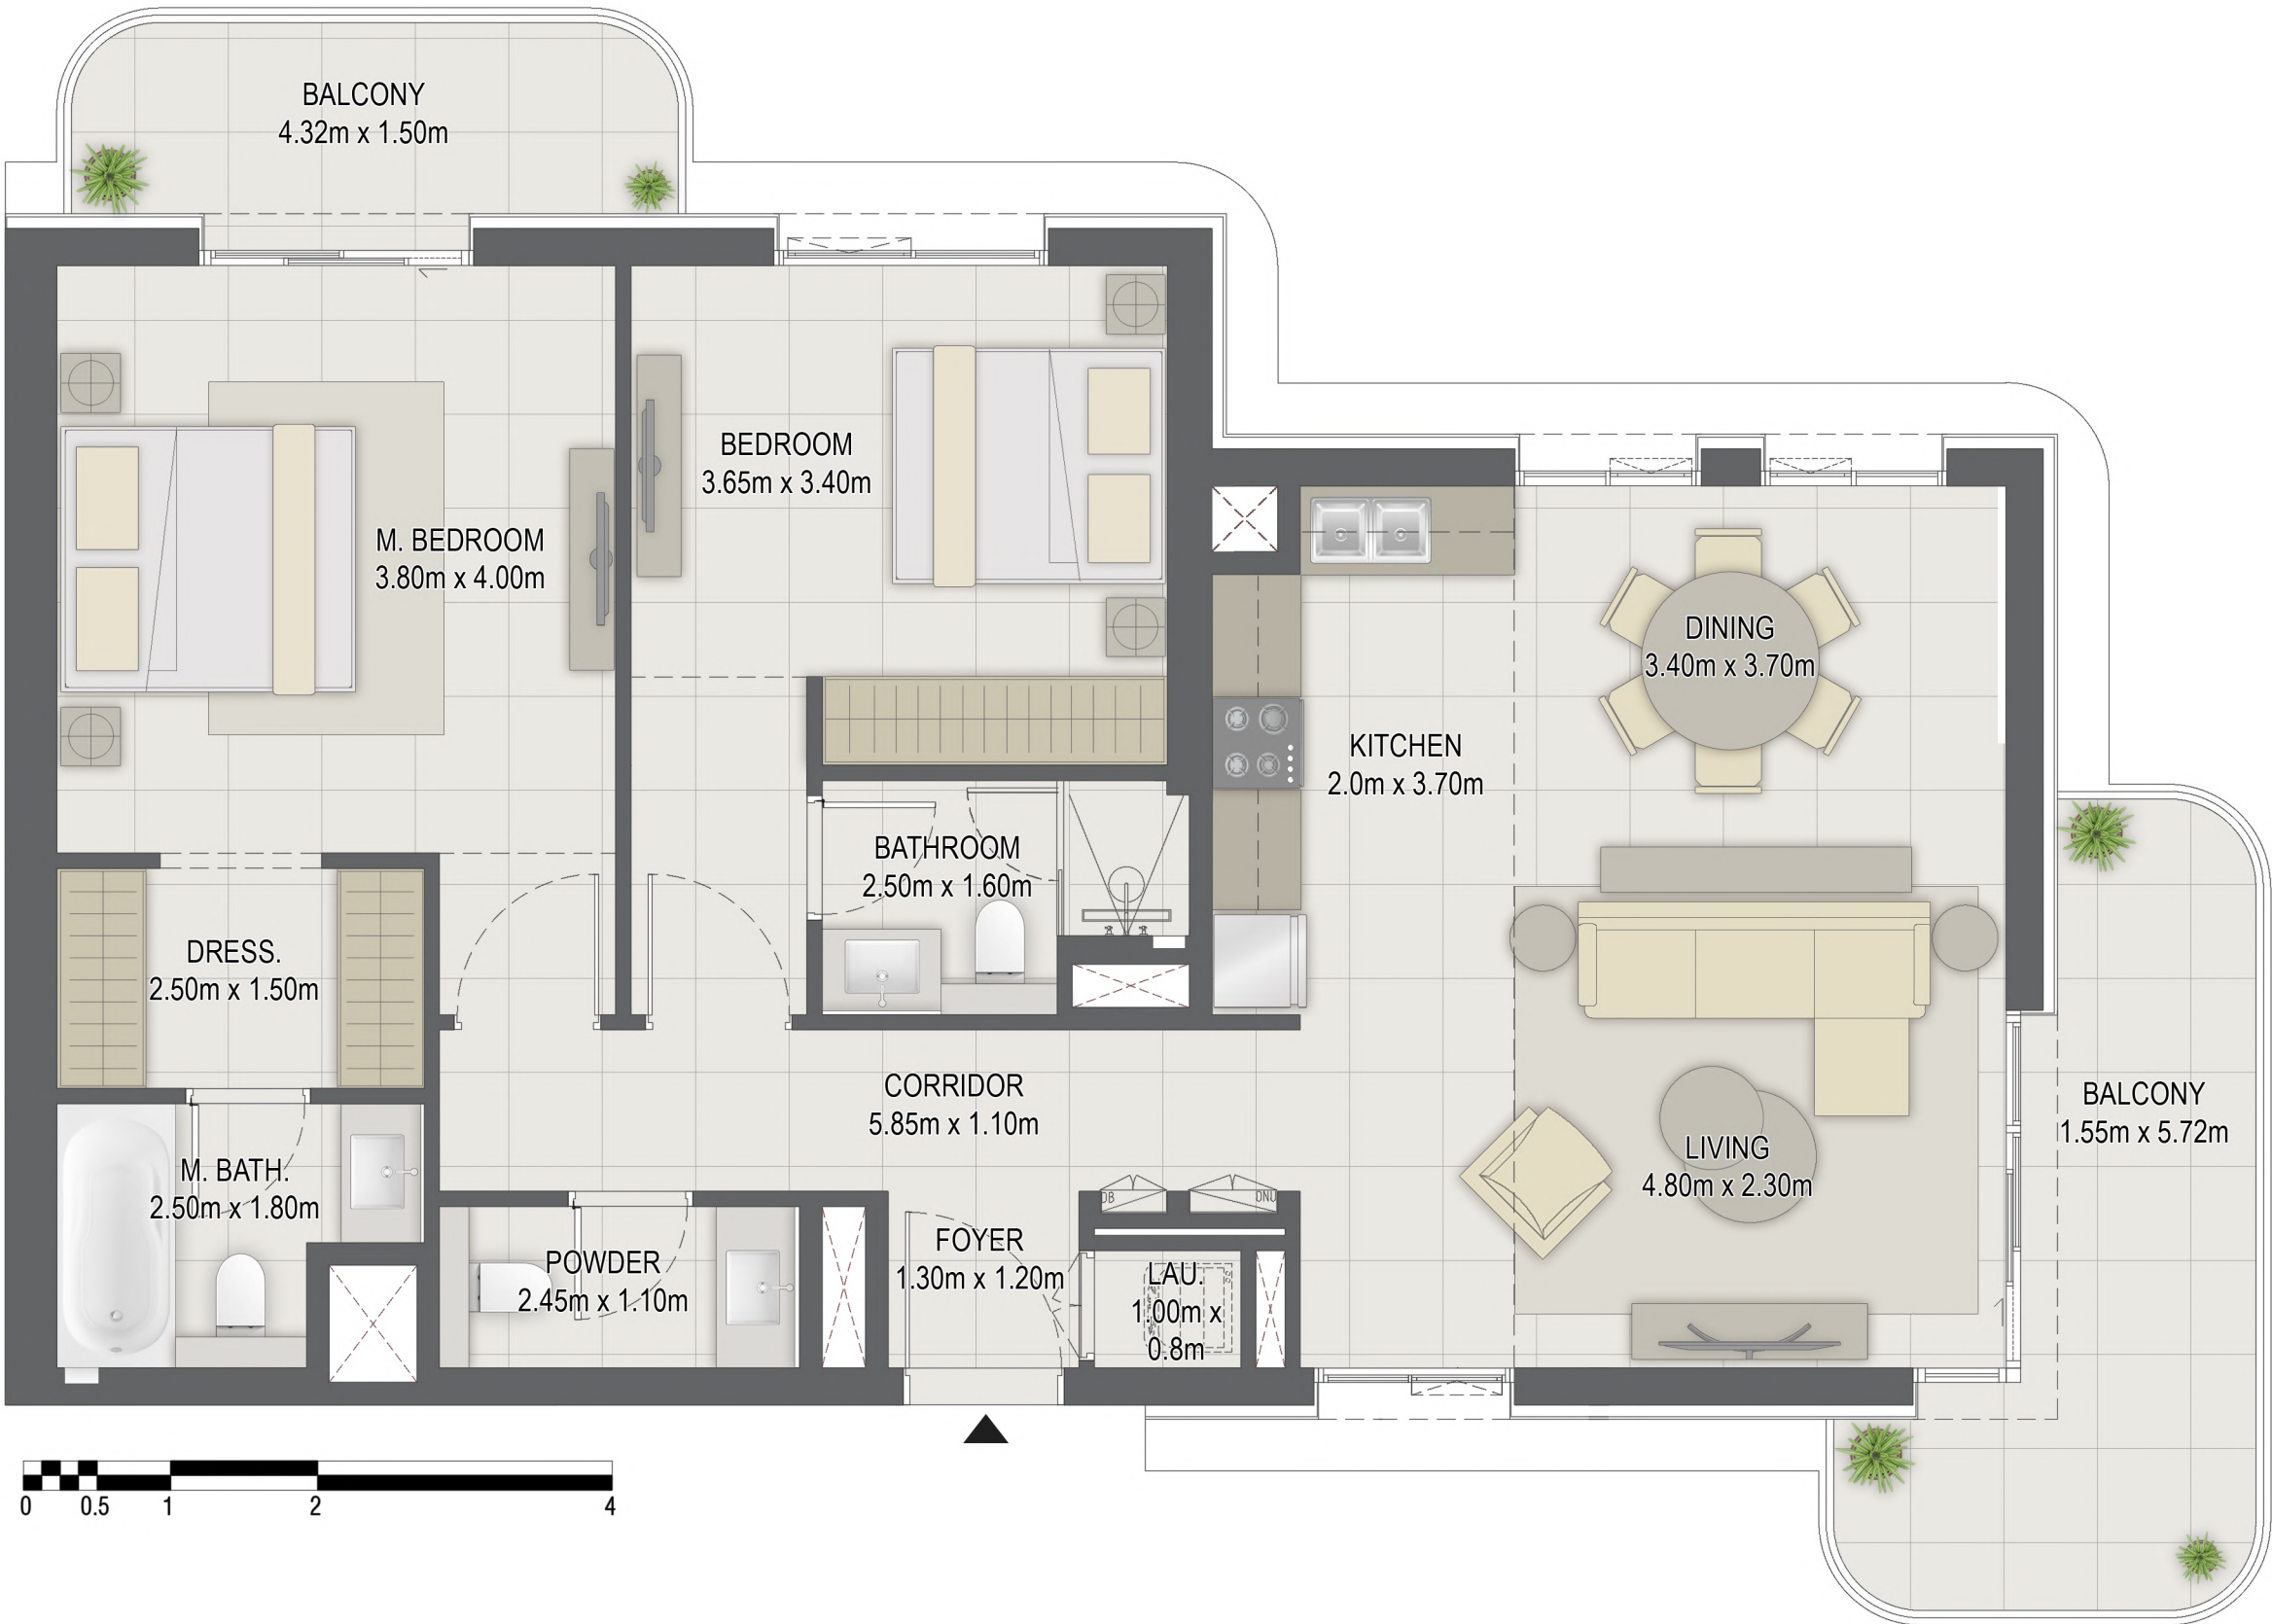 BALCONY
4.32m x 1.50m
BEDROOM
3.65m x 3.40m
M. BEDROOM
3.80m x 4.00m
DINING
3.40m x 3.70m
KITCHEN
2.0m x 3.70m
BATHROOM
2.50m x 1.60m
DRESS.
2.50m x 1.50m
CORRIDOR
5.85m x 1.10m
BALCONY
1.55m x 5.72m
LIVING
4.80m x 2.30m
M. BATH.
2.50m x 1.80m
DB
ONU
FOYER
1.30m x 1.20m
POWDER
2.45m x 1.10m
LAU.
1.00m x
0.8m
0 0.5 1 2 4